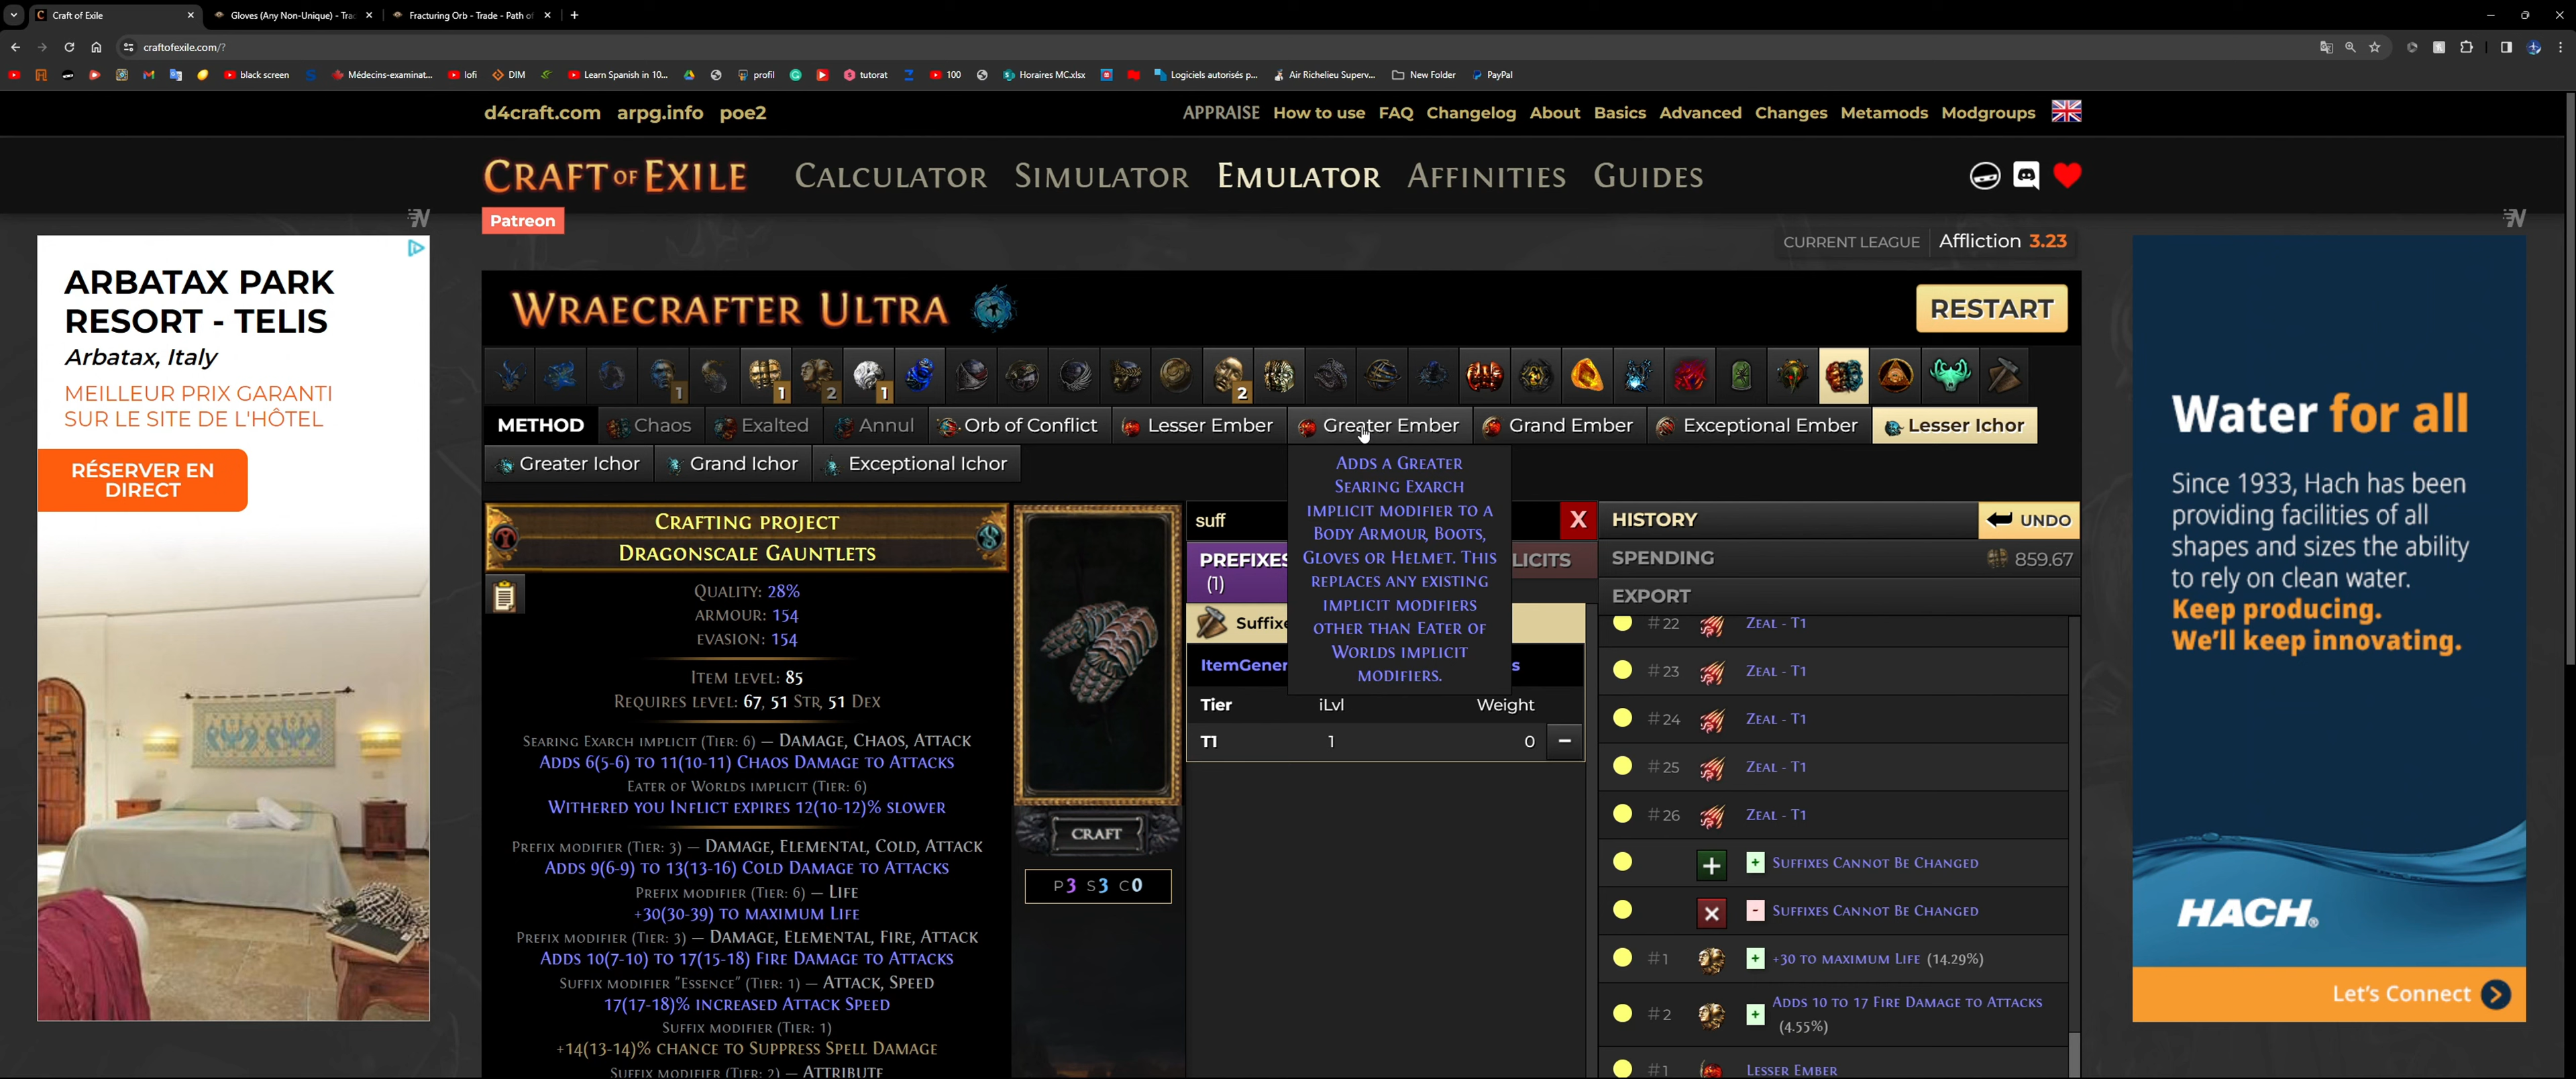 Craft of Exile
Gloves (Any Non-Unique) - Trac
Fracturing Orb - Trade - Path of
craftofexile.com/?
black screen
Médecins-examinat...
lofi
DIM
Learn Spanish in 10...
profil
tutorat
100
Horaires MC.xlsx
Logiciels autorisés p...
Air Richelieu Superv...
New Folder
PayPal
d4craft.com arpg.info poe2
APPRAISE How to use FAQ Changelog About Basics Advanced Changes Metamods Modgroups
CRAFT OF EXILE
CALCULATOR SIMULATOR EMULATOR AFFINITIES GUIDES
Patreon
CURRENT LEAGUE Affliction 3.23
WRAECRAFTER ULTRA
RESTART
1 1 2 1 2
METHOD Chaos Exalted Annul Orb of Conflict Lesser Ember Greater Ember Grand Ember Exceptional Ember Lesser Ichor
Greater Ichor Grand Ichor Exceptional Ichor
ADDS A GREATER
SEARING EXARCH
IMPLICIT MODIFIER TO A
BODY ARMOUR, BOOTS,
GLOVES OR HELMET. THIS
REPLACES ANY EXISTING
IMPLICIT MODIFIERS
OTHER THAN EATER OF
WORLDS IMPLICIT
MODIFIERS.
CRAFTING PROJECT
DRAGONSCALE GAUNTLETS
QUALITY: 28%
ARMOUR: 154
EVASION: 154
ITEM LEVEL: 85
REQUIRES LEVEL: 67, 51 STR, 51 DEX
SEARING EXARCH IMPLICIT (TIER: 6) — DAMAGE, CHAOS, ATTACK
ADDS 6(5-6) TO 11(10-11) CHAOS DAMAGE TO ATTACKS
EATER OF WORLDS IMPLICIT (TIER: 6)
WITHERED YOU INFLICT EXPIRES 12(10-12)% SLOWER
PREFIX MODIFIER (TIER: 3) — DAMAGE, ELEMENTAL, COLD, ATTACK
ADDS 9(6-9) TO 13(13-16) COLD DAMAGE TO ATTACKS
PREFIX MODIFIER (TIER: 6) — LIFE
+30(30-39) TO MAXIMUM LIFE
PREFIX MODIFIER (TIER: 3) — DAMAGE, ELEMENTAL, FIRE, ATTACK
ADDS 10(7-10) TO 17(15-18) FIRE DAMAGE TO ATTACKS
SUFFIX MODIFIER "ESSENCE" (TIER: 1) — ATTACK, SPEED
17(17-18)% INCREASED ATTACK SPEED
SUFFIX MODIFIER (TIER: 1)
+14(13-14)% CHANCE TO SUPPRESS SPELL DAMAGE
SUFFIX MODIFIER (TIER: 2) — ATTRIBUTE
CRAFT
P3 S3 C0
suff
X
PREFIXES
(1)
LICITS
Suffixe
ItemGener
s
Tier iLvl Weight
T1 1 0
HISTORY UNDO
SPENDING 859.67
EXPORT
#22 ZEAL - T1
#23 ZEAL - T1
#24 ZEAL - T1
#25 ZEAL - T1
#26 ZEAL - T1
+ + SUFFIXES CANNOT BE CHANGED
× - SUFFIXES CANNOT BE CHANGED
#1 + +30 TO MAXIMUM LIFE (14.29%)
#2 + ADDS 10 TO 17 FIRE DAMAGE TO ATTACKS
(4.55%)
#1 LESSER EMBER
ARBATAX PARK
RESORT - TELIS
Arbatax, Italy
MEILLEUR PRIX GARANTI
SUR LE SITE DE L'HÔTEL
RÉSERVER EN
DIRECT
Water for all
Since 1933, Hach has been
providing facilities of all
shapes and sizes the ability
to rely on clean water.
Keep producing.
We'll keep innovating.
HACH®
Let's Connect